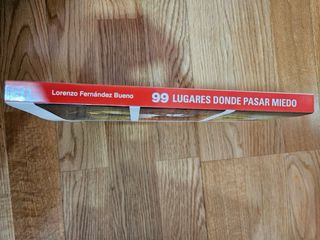 Lorenzo Fernández Bueno 99 LUGARES DONDE PASAR MIEDO